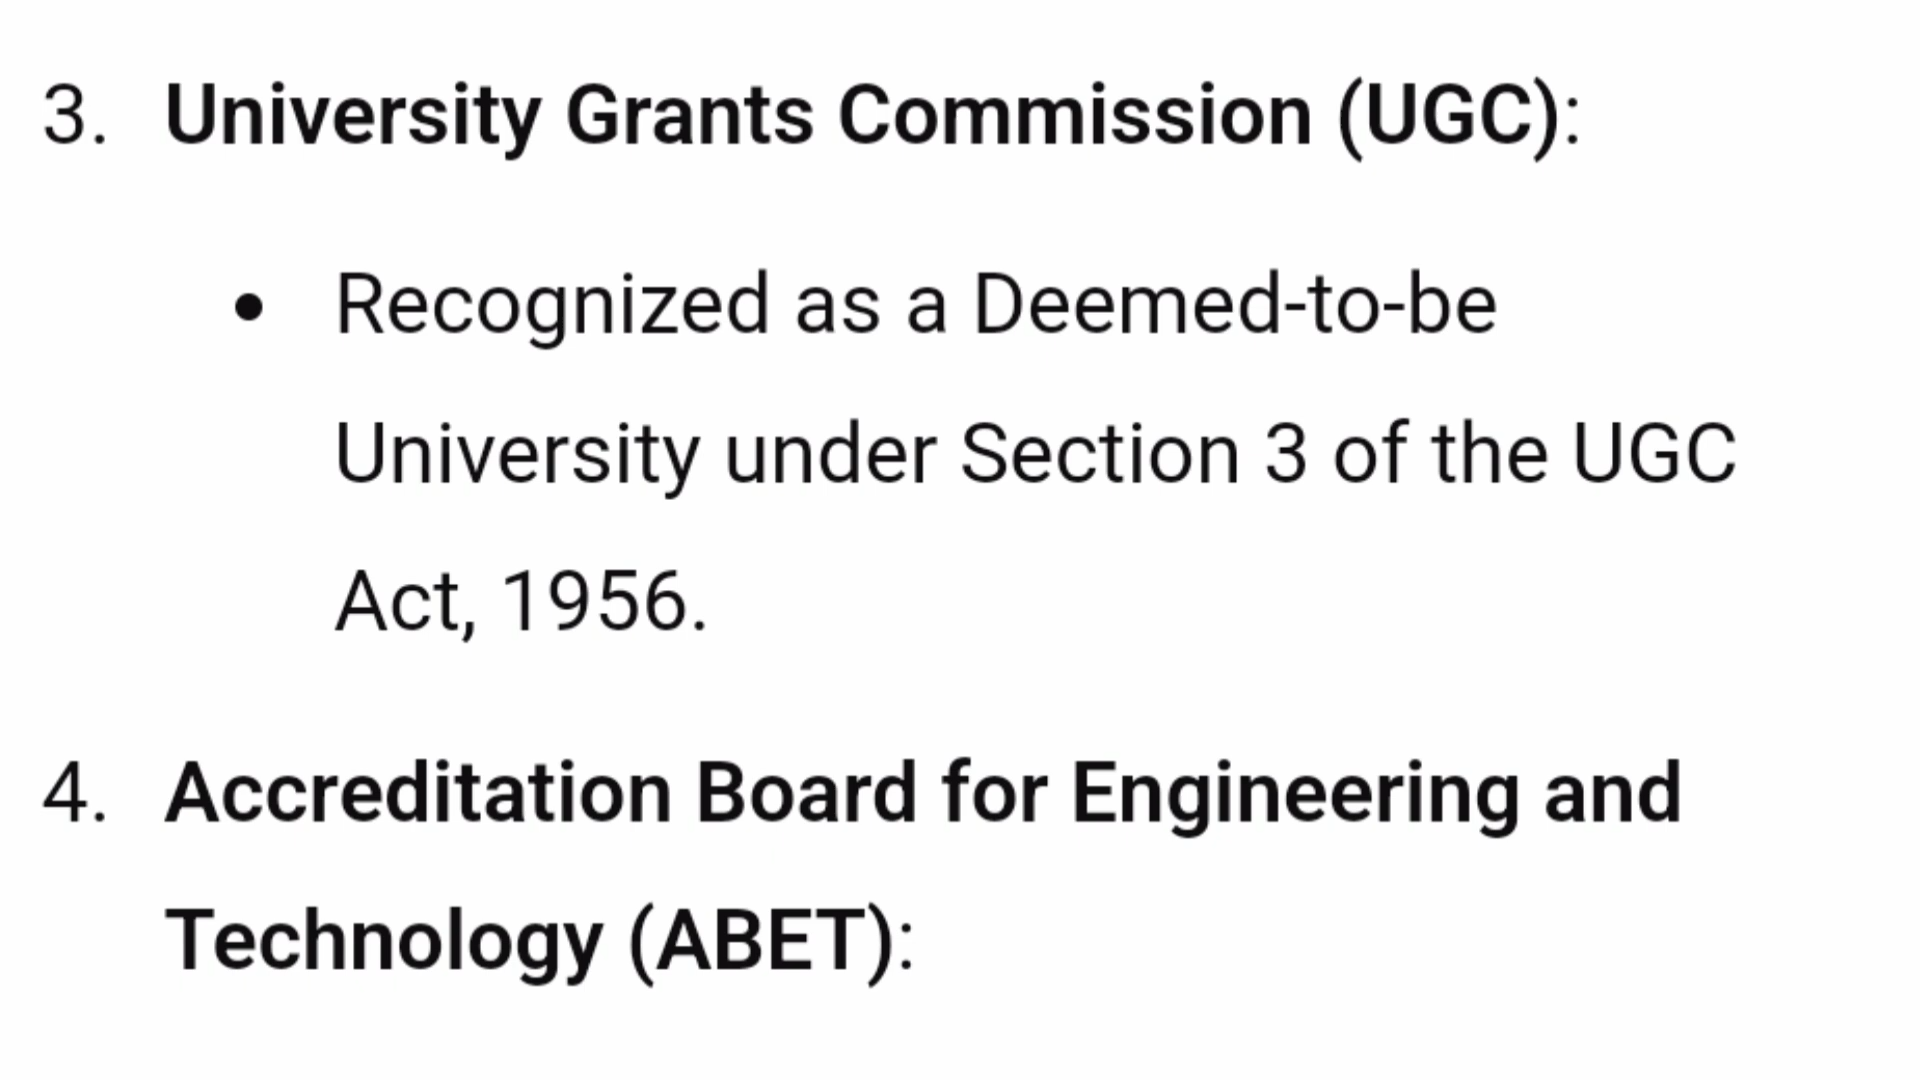 3. University Grants Commission (UGC):
• Recognized as a Deemed-to-be
University under Section 3 of the UGC
Act, 1956.
4. Accreditation Board for Engineering and
Technology (ABET):